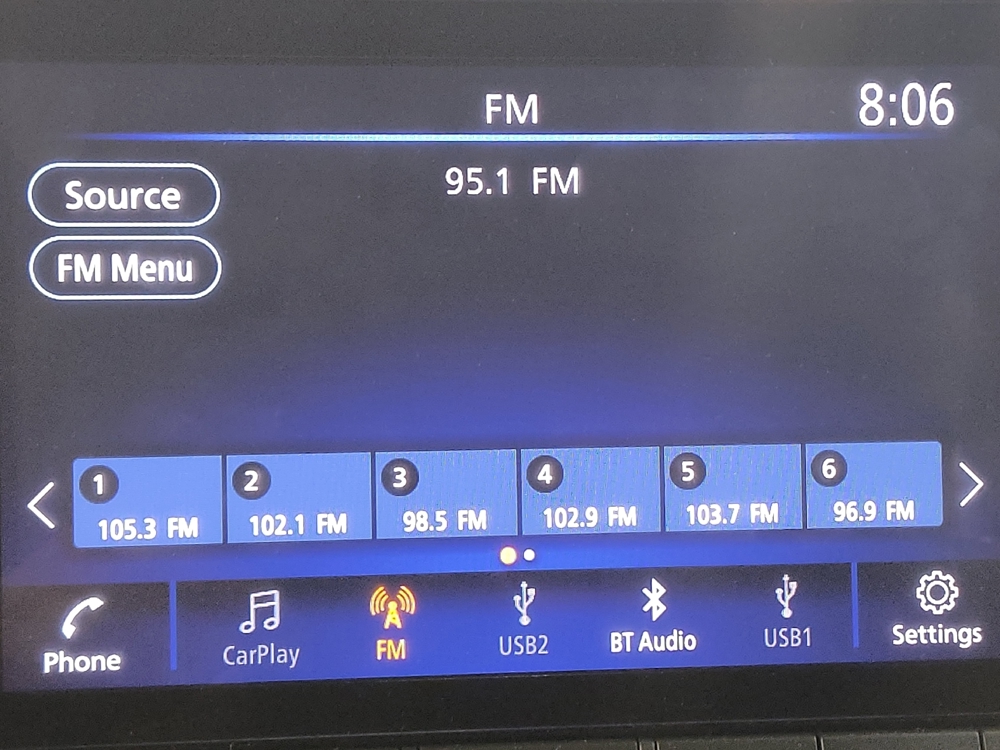 FM
8:06
Source
95.1 FM
FM Menu
1
2
3
4
5
6
105.3 FM
102.1 FM
98.5 FM
102.9 FM
103.7 FM
96.9 FM
Phone
CarPlay
FM
USB2
BT Audio
USB1
Settings